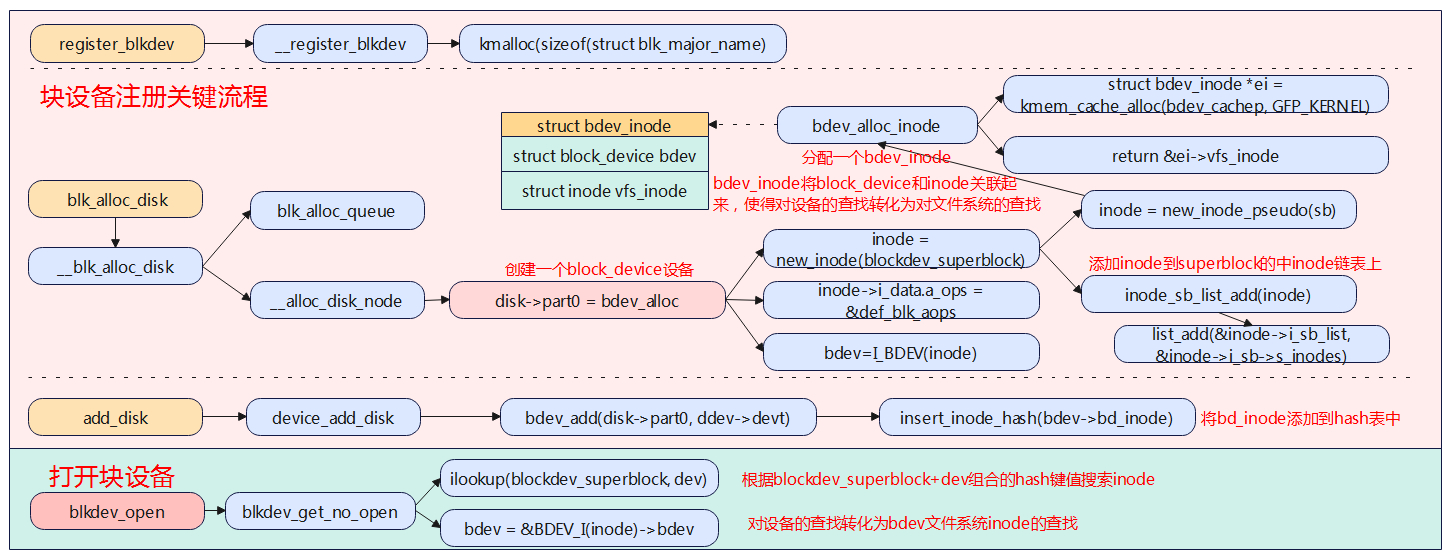 register_blkdev
__register_blkdev
kmalloc(sizeof(struct blk_major_name)
块设备注册关键流程
struct bdev_inode *ei =
kmem_cache_alloc(bdev_cachep, GFP_KERNEL)
struct bdev_inode
bdev_alloc_inode
struct block_device bdev
分配一个bdev_inode
return &ei->vfs_inode
struct inode vfs_inode
bdev_inode将block_device和inode关联起
来，使得对设备的查找转化为对文件系统的查找
blk_alloc_disk
blk_alloc_queue
inode = new_inode_pseudo(sb)
__blk_alloc_disk
inode =
new_inode(blockdev_superblock)
创建一个block_device设备
添加inode到superblock的中inode链表上
__alloc_disk_node
disk->part0 = bdev_alloc
inode->i_data.a_ops =
&def_blk_aops
inode_sb_list_add(inode)
bdev=I_BDEV(inode)
list_add(&inode->i_sb_list,
&inode->i_sb->s_inodes)
add_disk
device_add_disk
bdev_add(disk->part0, ddev->devt)
insert_inode_hash(bdev->bd_inode)
将bd_inode添加到hash表中
打开块设备
ilookup(blockdev_superblock, dev)
根据blockdev_superblock+dev组合的hash键值搜索inode
blkdev_open
blkdev_get_no_open
bdev = &BDEV_I(inode)->bdev
对设备的查找转化为bdev文件系统inode的查找